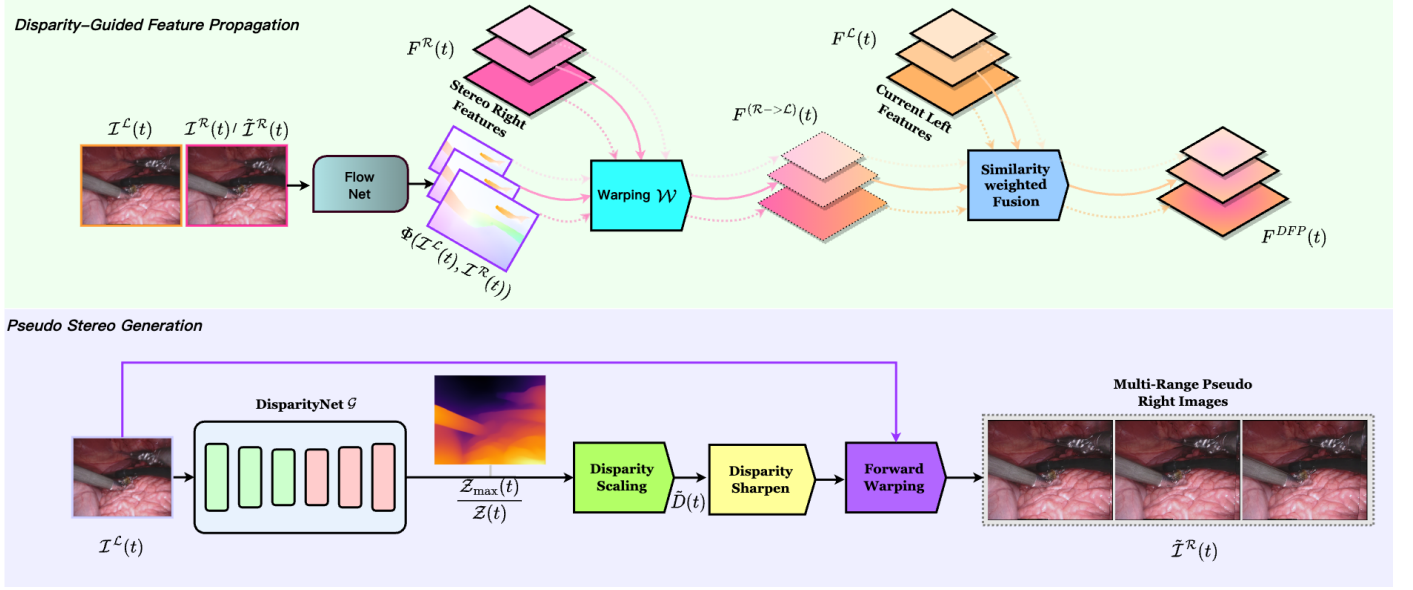 Disparity–Guided Feature Propagation
F^ℛ(t)
Stereo Right
Features
F^ℒ(t)
Current Left
Features
ℐ^ℒ(t)
ℐ^ℛ(t) / ℐ̃^ℛ(t)
Flow
Net
Φ(ℐ^ℒ(t), ℐ^ℛ(t))
Warping 𝒲
F^(ℛ−>ℒ)(t)
Similarity
weighted
Fusion
F^DFP(t)
Pseudo Stereo Generation
ℐ^ℒ(t)
DisparityNet 𝒢
𝒵_max(t)
𝒵(t)
Disparity
Scaling
D̃(t)
Disparity
Sharpen
Forward
Warping
Multi-Range Pseudo
Right Images
ℐ̃^ℛ(t)